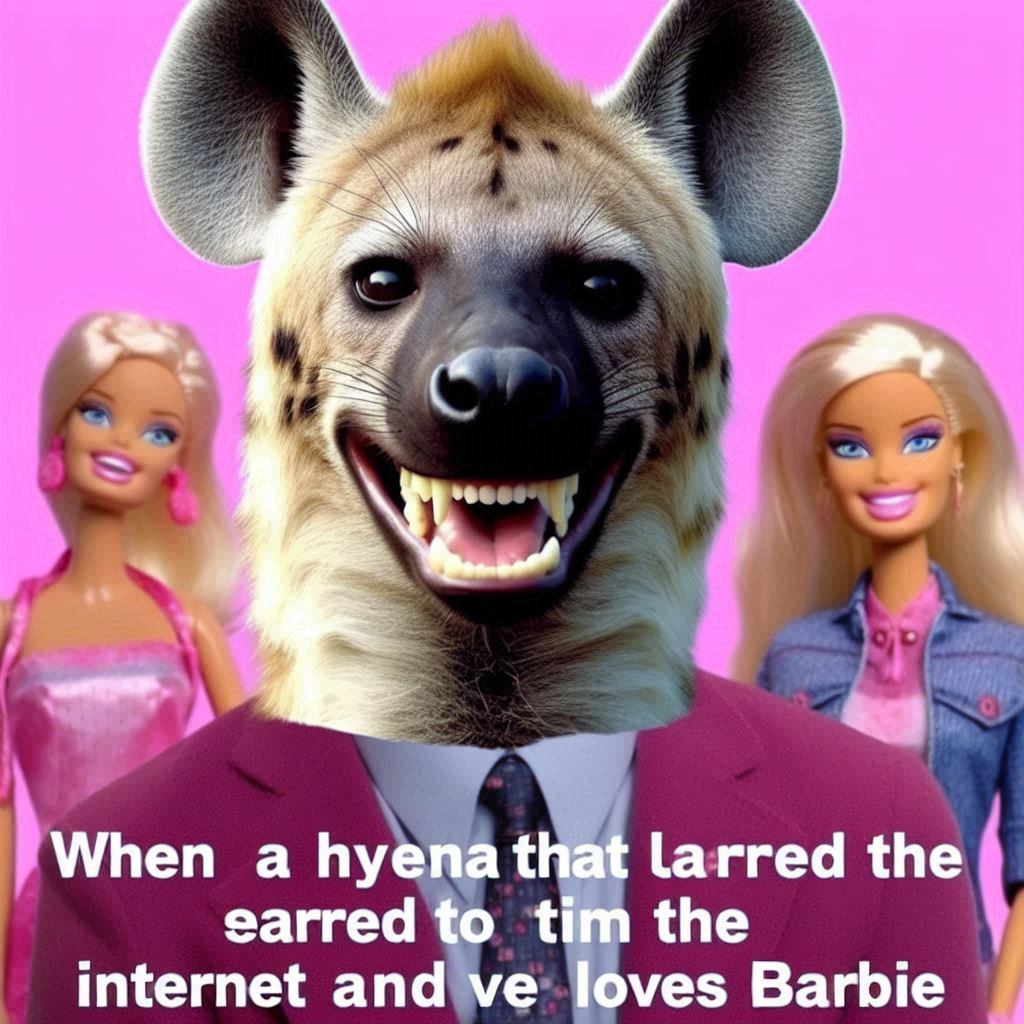 When a hyena that larred the
earred to tim the
internet and ve loves Barbie